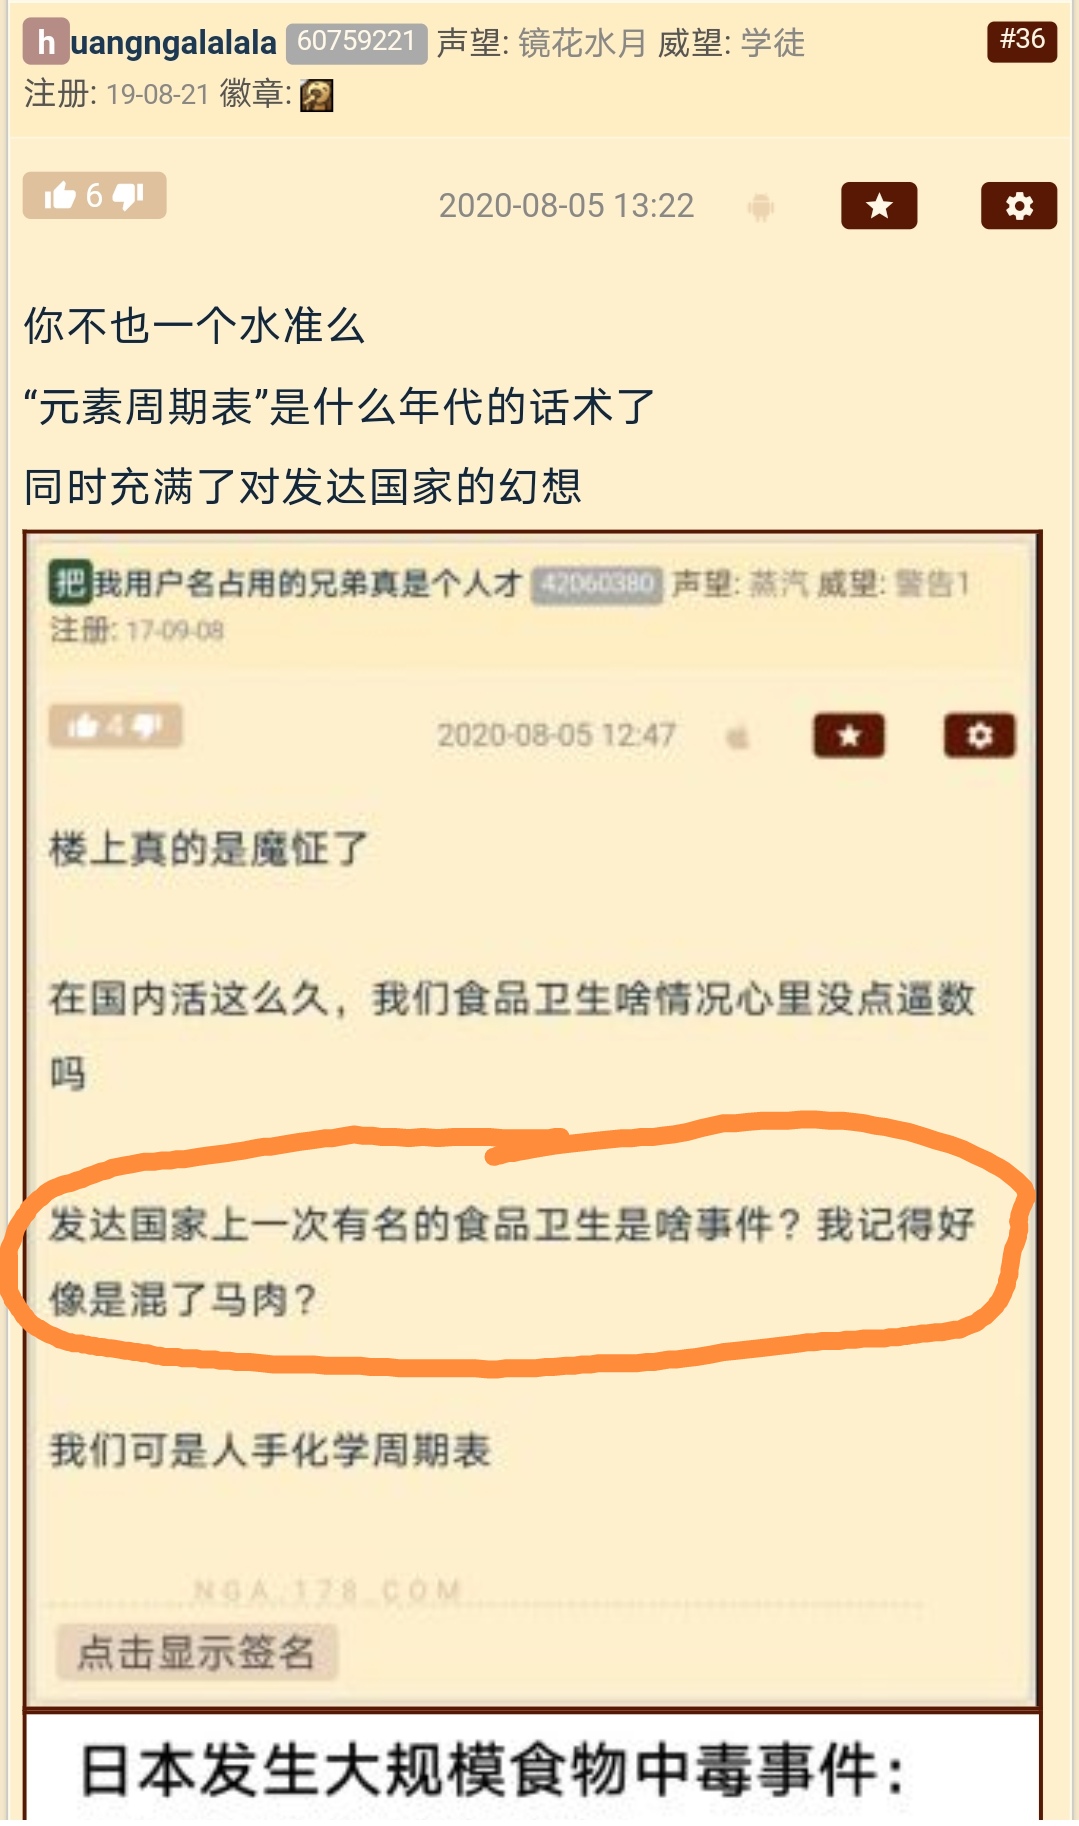 huangngalalala 60759221 声望: 镜花水月 威望: 学徒 #36
注册: 19-08-21 徽章:
6 2020-08-05 13:22
你不也一个水准么
“元素周期表”是什么年代的话术了
同时充满了对发达国家的幻想
把我用户名占用的兄弟真是个人才 42060380 声望: 蒸汽 威望: 警告1
注册: 17-09-08
4 2020-08-05 12:47
楼上真的是魔怔了
在国内活这么久，我们食品卫生啥情况心里没点逼数
吗
发达国家上一次有名的食品卫生是啥事件？我记得好
像是混了马肉？
我们可是人手化学周期表
NGA.178.COM
点击显示签名
日本发生大规模食物中毒事件：